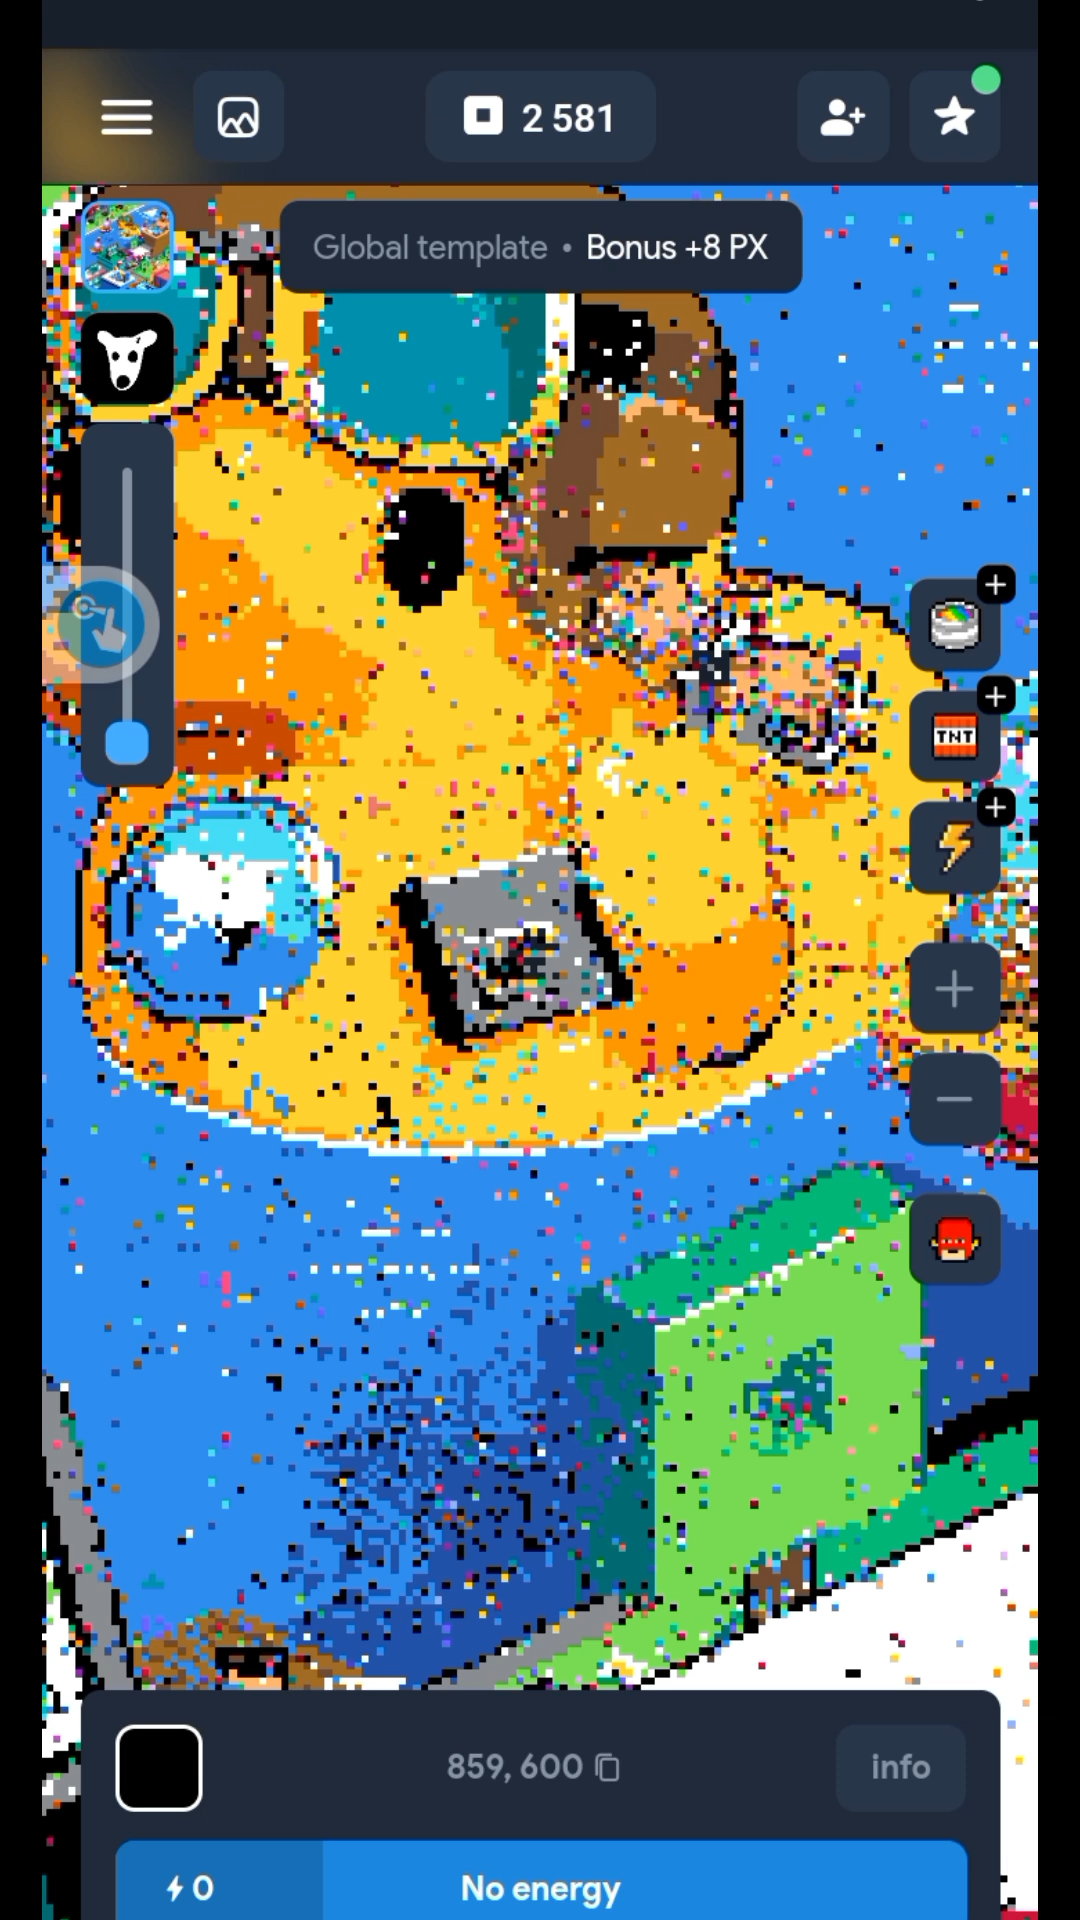 2 581
Global template • Bonus +8 PX
TNT
859, 600
info
0
No energy